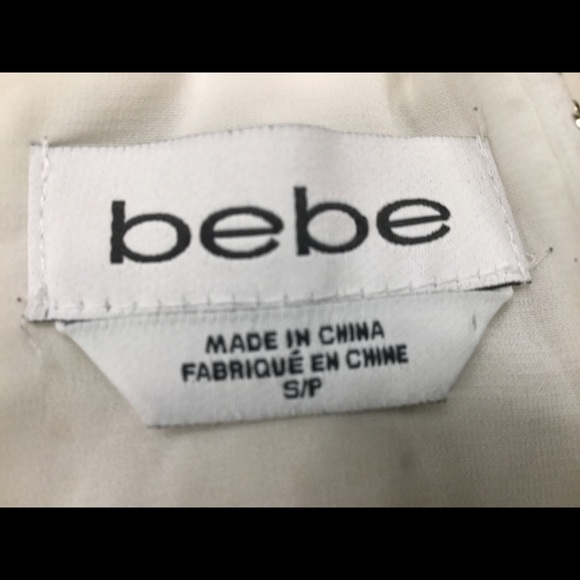 bebe
MADE IN CHINA
FABRIQUÉ EN CHINE
S/P